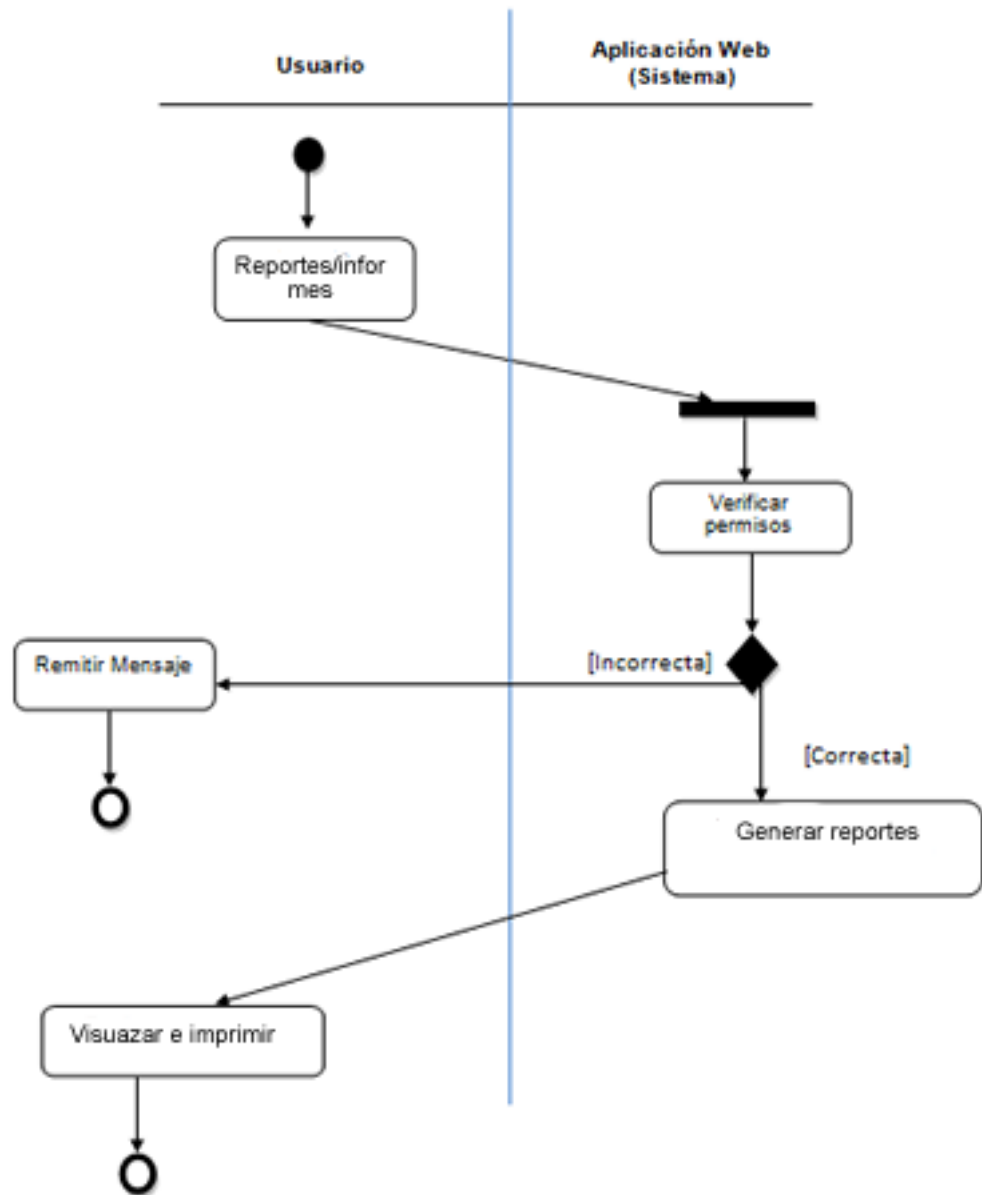 Usuario
Aplicación Web
(Sistema)
Reportes/infor
mes
Verificar
permisos
Remitir Mensaje
[Incorrecta]
[Correcta]
Generar reportes
Visuazar e imprimir